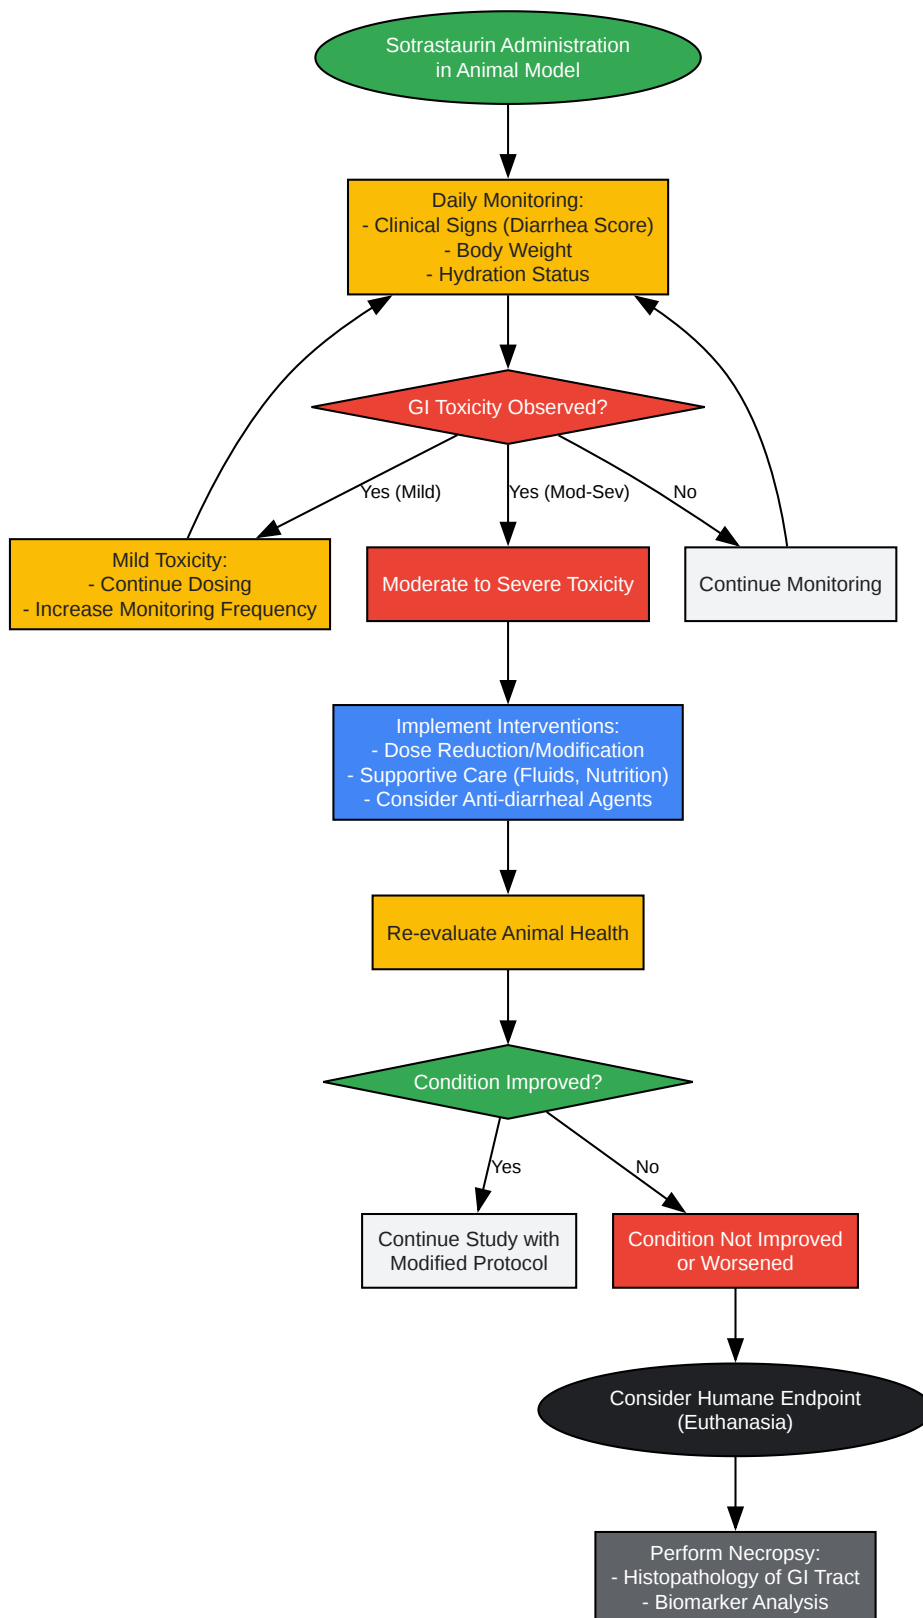 Sotrastaurin Administration
in Animal Model
Daily Monitoring:
- Clinical Signs (Diarrhea Score)
- Body Weight
- Hydration Status
GI Toxicity Observed?
Yes (Mild)
Yes (Mod-Sev)
No
Mild Toxicity:
- Continue Dosing
- Increase Monitoring Frequency
Moderate to Severe Toxicity
Continue Monitoring
Implement Interventions:
- Dose Reduction/Modification
- Supportive Care (Fluids, Nutrition)
- Consider Anti-diarrheal Agents
Re-evaluate Animal Health
Condition Improved?
Yes
No
Continue Study with
Modified Protocol
Condition Not Improved
or Worsened
Consider Humane Endpoint
(Euthanasia)
Perform Necropsy:
- Histopathology of GI Tract
- Biomarker Analysis